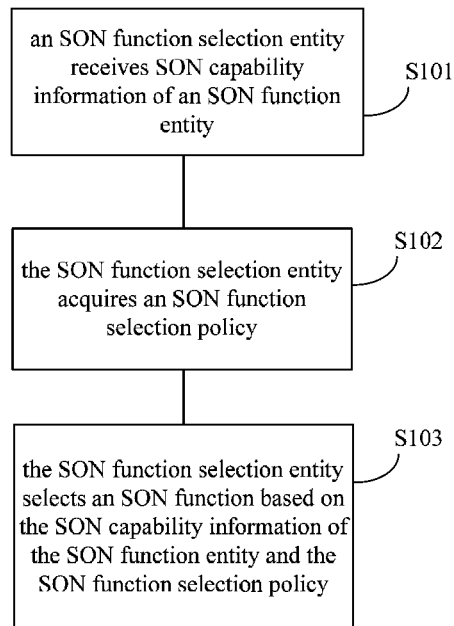 an SON function selection entity
receives SON capability
information of an SON function
entity
S101
the SON function selection entity
acquires an SON function
selection policy
S102
the SON function selection entity
selects an SON function based on
the SON capability information of
the SON function entity and the
SON function selection policy
S103